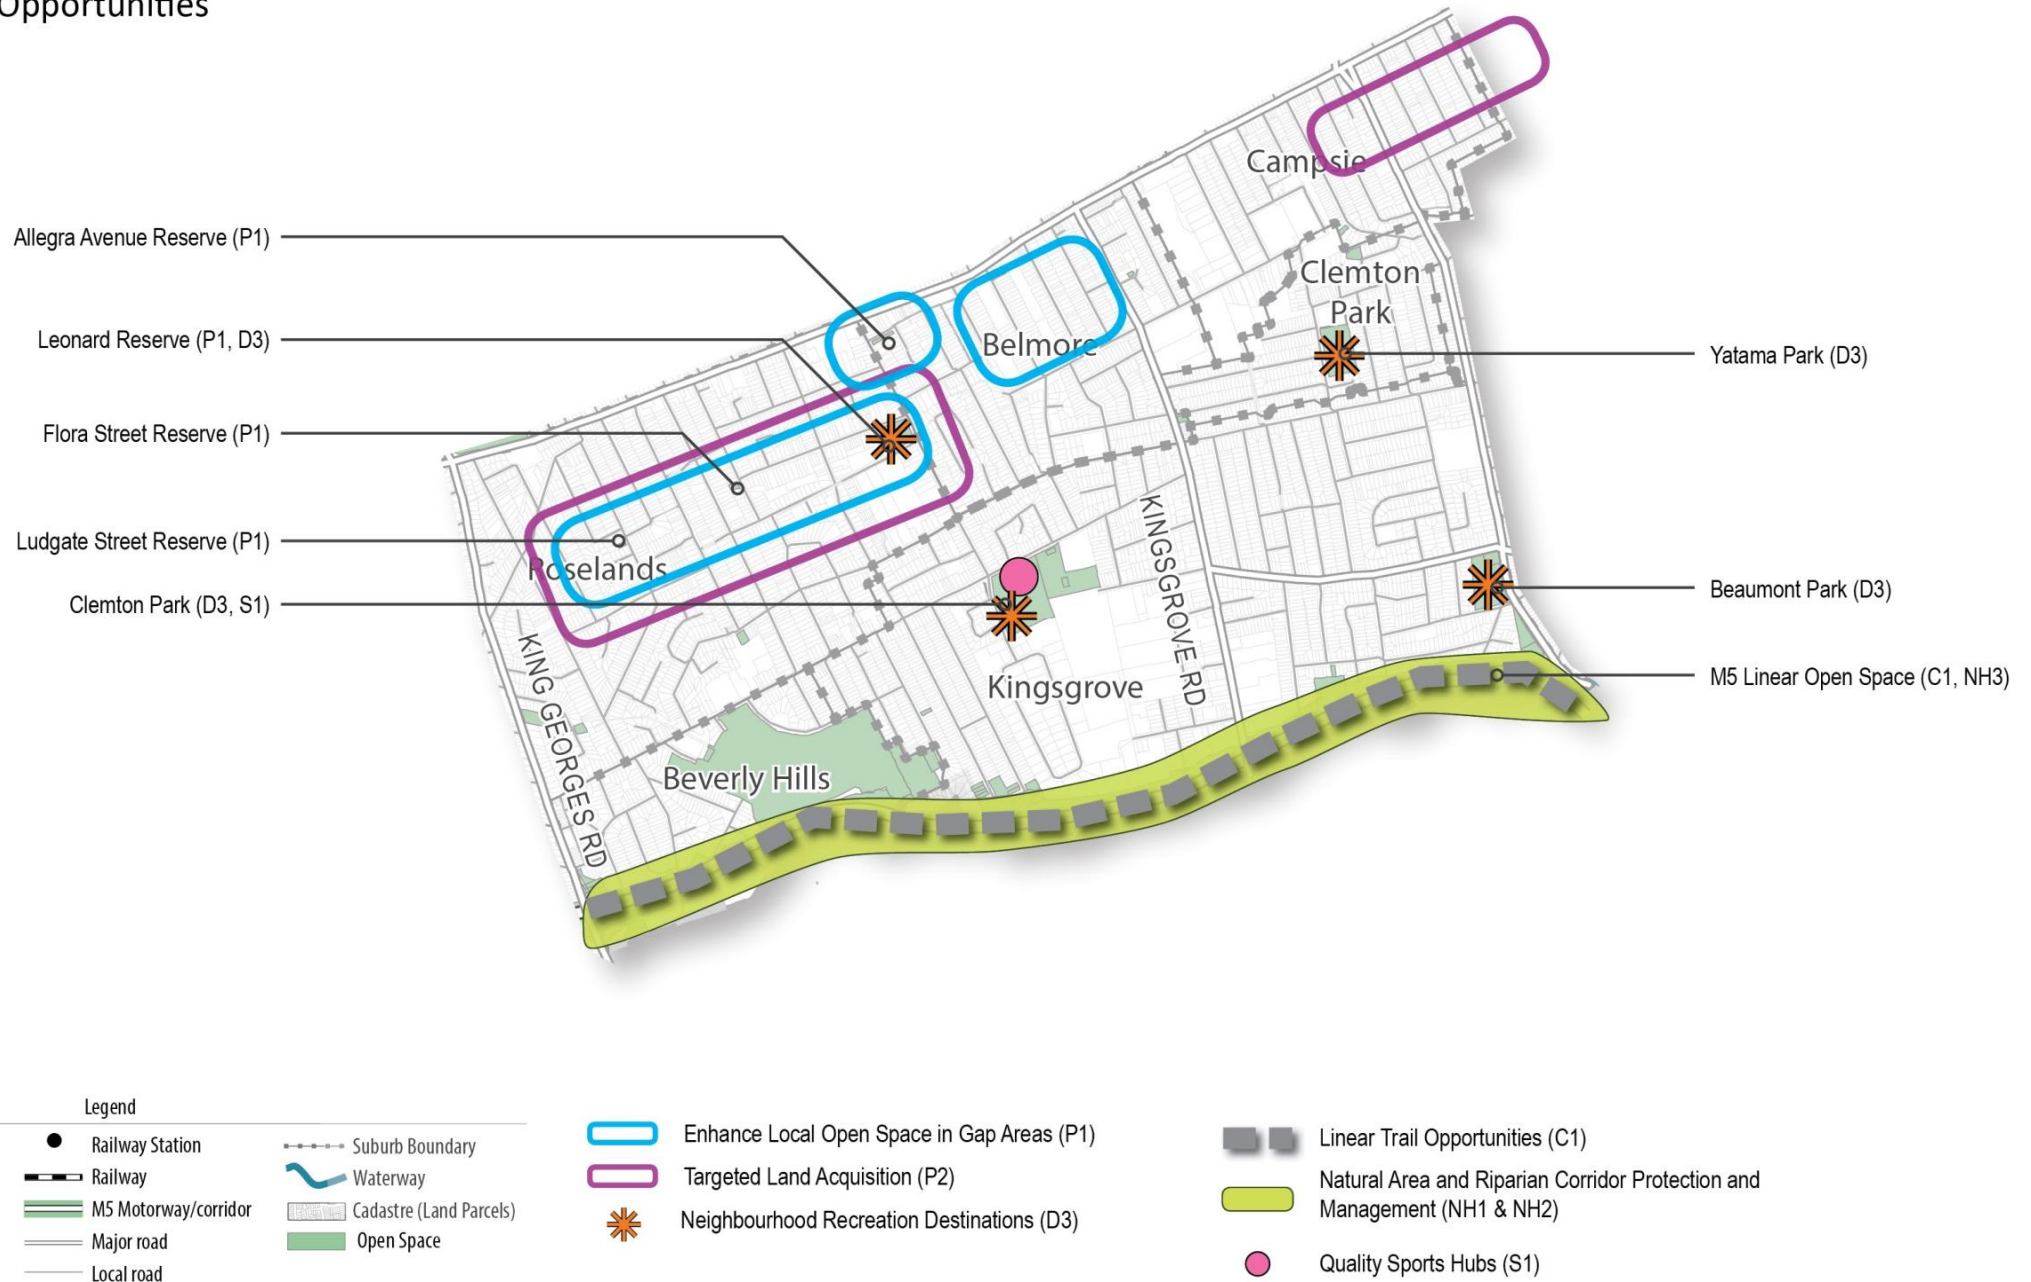 Opportunities
Campsie
Allegra Avenue Reserve (P1)
Clemton
Park
Leonard Reserve (P1, D3)
Belmore
Yatama Park (D3)
Flora Street Reserve (P1)
KINGSGROVE RD
Ludgate Street Reserve (P1)
Roselands
Clemton Park (D3, S1)
Beaumont Park (D3)
KING GEORGES RD
Kingsgrove
M5 Linear Open Space (C1, NH3)
Beverly Hills
Legend
Railway Station
Railway
M5 Motorway/corridor
Major road
Local road
Suburb Boundary
Waterway
Cadastre (Land Parcels)
Open Space
Enhance Local Open Space in Gap Areas (P1)
Targeted Land Acquisition (P2)
Neighbourhood Recreation Destinations (D3)
Linear Trail Opportunities (C1)
Natural Area and Riparian Corridor Protection and
Management (NH1 & NH2)
Quality Sports Hubs (S1)